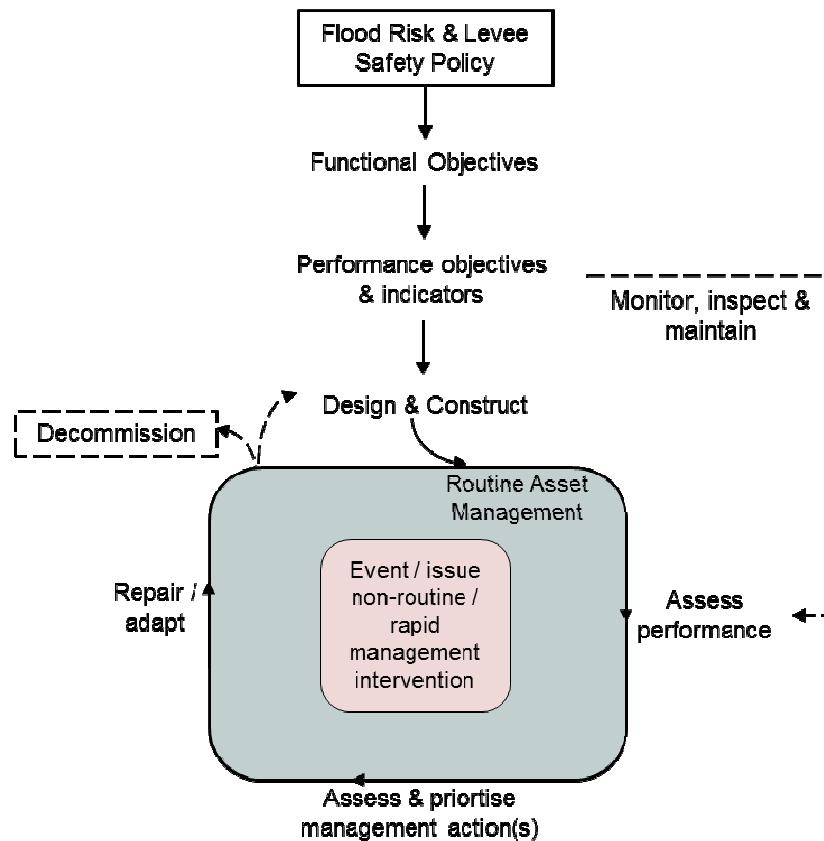 Flood Risk & Levee
Safety Policy
Functional Objectives
Performance objectives
& indicators
Monitor, inspect &
maintain
Design & Construct
Decommission
Routine Asset
Management
Event / issue
non-routine /
rapid
management
intervention
Repair /
adapt
Assess
performance
Assess & priortise
management action(s)